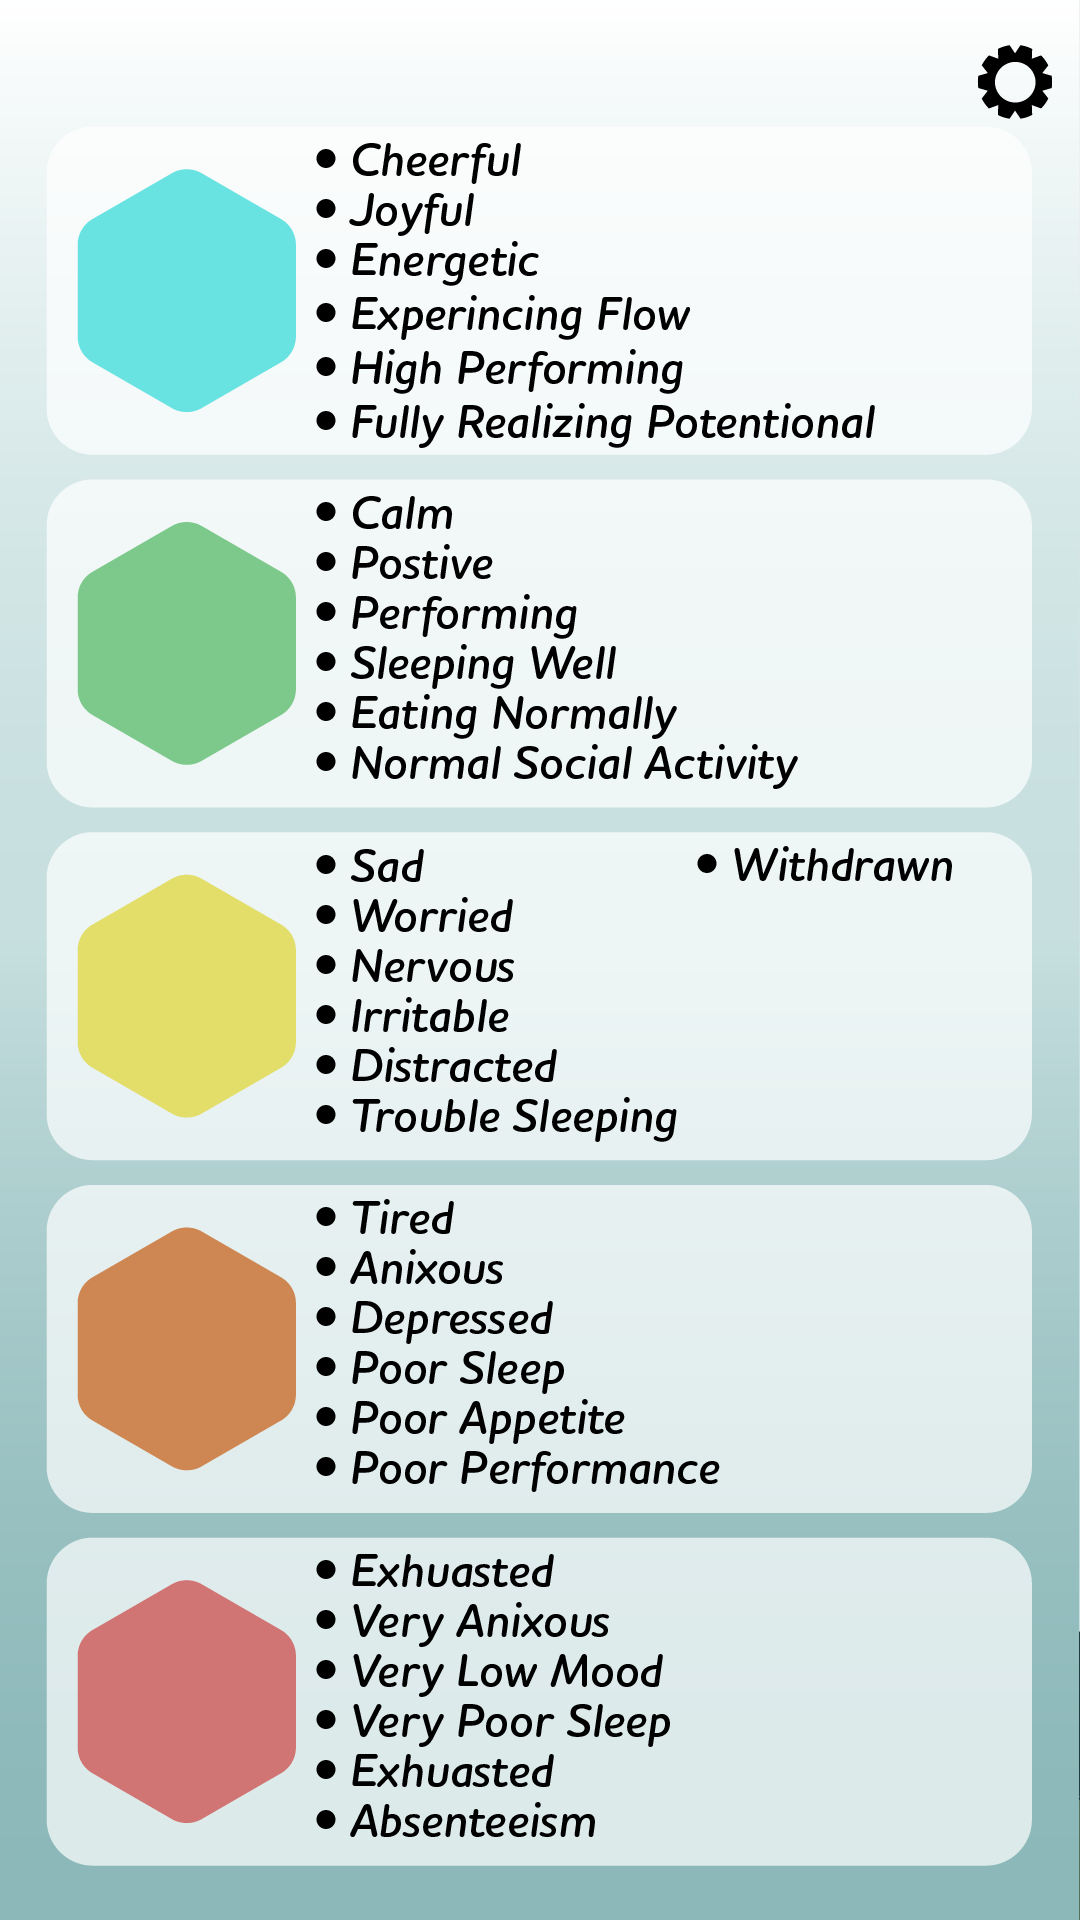 • Cheerful
• Joyful
• Energetic
• Experincing Flow
• High Performing
• Fully Realizing Potentional
• Calm
• Postive
• Performing
• Sleeping Well
• Eating Normally
• Normal Social Activity
• Sad
• Worried
• Nervous
• Irritable
• Distracted
• Trouble Sleeping
• Withdrawn
• Tired
• Anixous
• Depressed
• Poor Sleep
• Poor Appetite
• Poor Performance
• Exhuasted
• Very Anixous
• Very Low Mood
• Very Poor Sleep
• Exhuasted
• Absenteeism